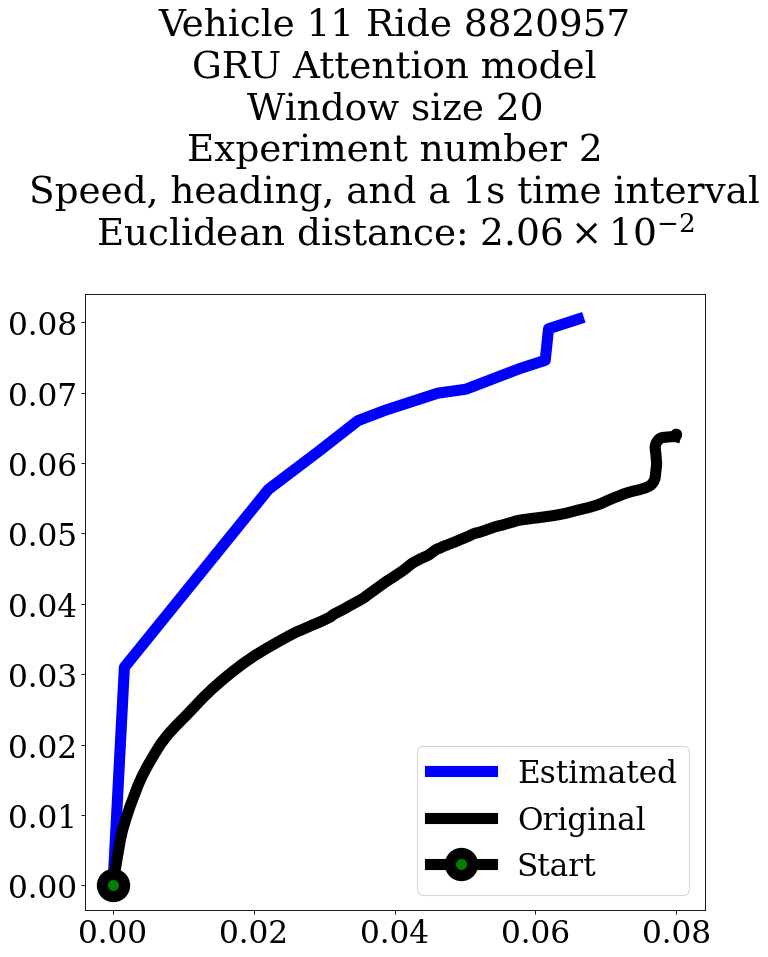 Vehicle 11 Ride 8820957
GRU Attention model
Window size 20
Experiment number 2
Speed, heading, and a 1s time interval
Euclidean distance: 2.06 × 10⁻²
0.08
0.07
0.06
0.05
0.04
0.03
0.02
0.01
0.00
Estimated
Original
Start
0.00 0.02 0.04 0.06 0.08